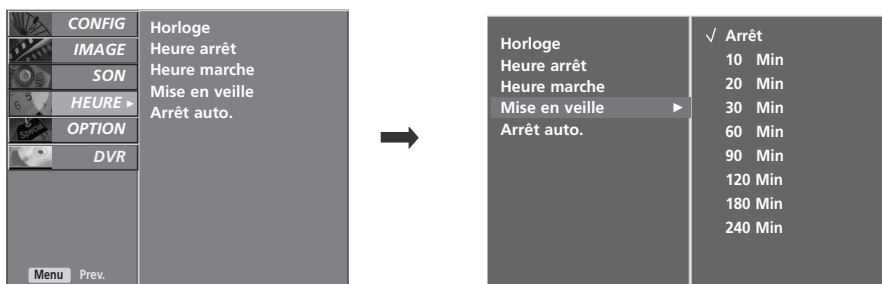 CONFIG
IMAGE
SON
HEURE ►
OPTION
DVR
Horloge
Heure arrêt
Heure marche
Mise en veille
Arrêt auto.
Menu Prev.
Horloge
Heure arrêt
Heure marche
Mise en veille ►
Arrêt auto.
√ Arrêt
10 Min
20 Min
30 Min
60 Min
90 Min
120 Min
180 Min
240 Min
Special